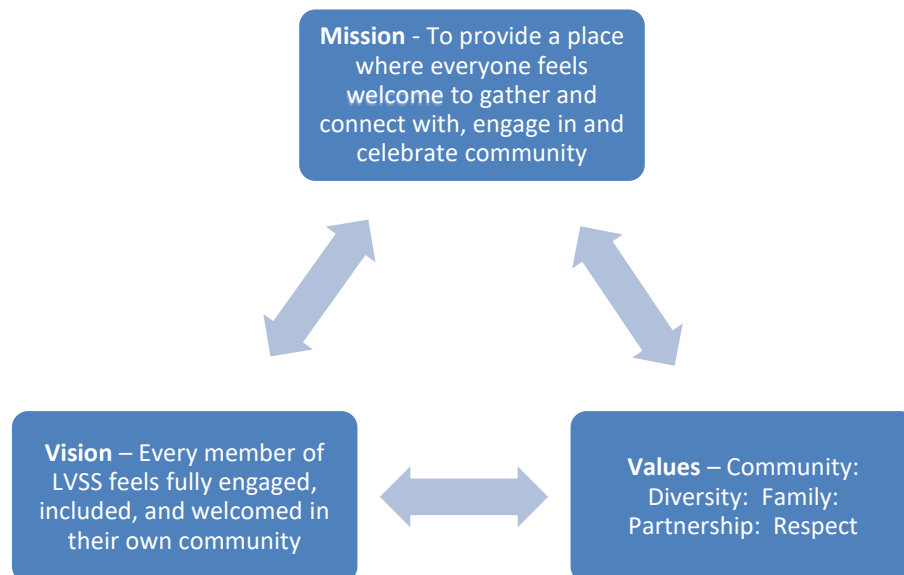 Mission - To provide a place
where everyone feels
welcome to gather and
connect with, engage in and
celebrate community
Vision – Every member of
LVSS feels fully engaged,
included, and welcomed in
their own community
Values – Community:
Diversity:  Family:
Partnership:  Respect